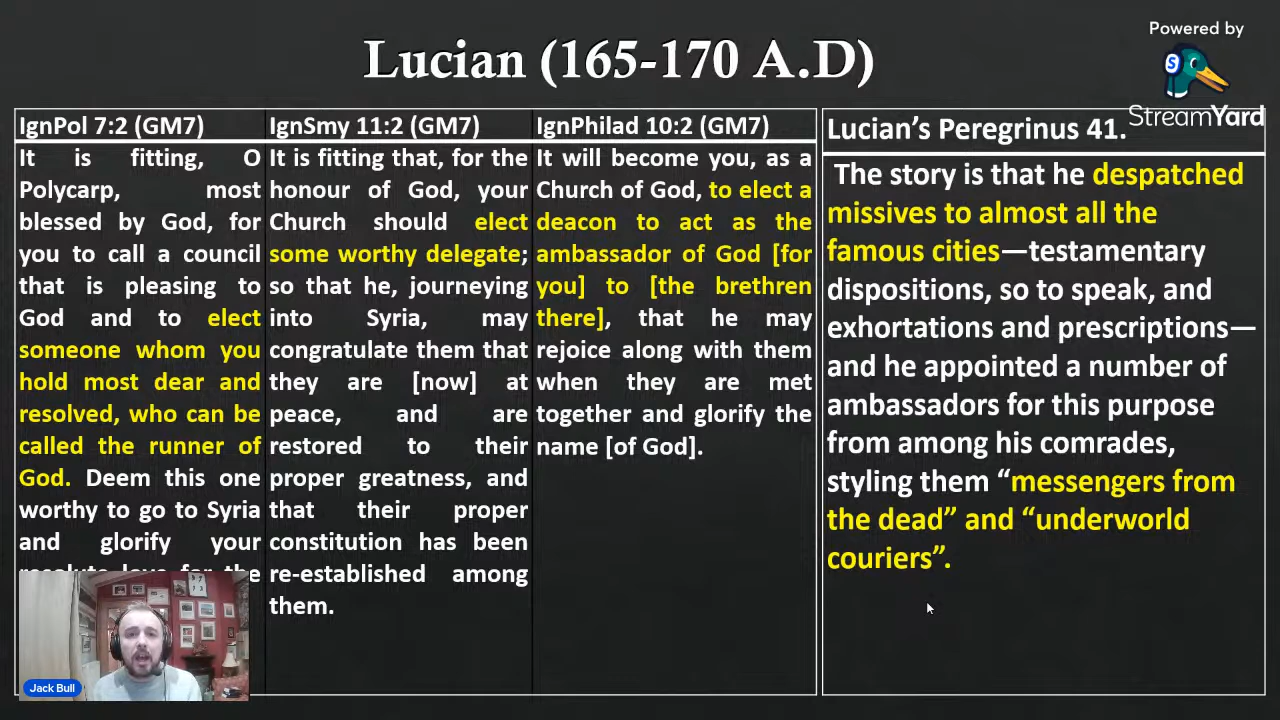 Lucian (165-170 A.D)
Powered by
S
StreamYard
IgnPol 7:2 (GM7)
It is fitting, O
Polycarp, most
blessed by God, for
you to call a council
that is pleasing to
God and to elect
someone whom you
hold most dear and
resolved, who can be
called the runner of
God. Deem this one
worthy to go to Syria
and glorify your
IgnSmy 11:2 (GM7)
It is fitting that, for the
honour of God, your
Church should elect
some worthy delegate;
so that he, journeying
into Syria, may
congratulate them that
they are [now] at
peace, and are
restored to their
proper greatness, and
that their proper
constitution has been
re-established among
them.
IgnPhilad 10:2 (GM7)
It will become you, as a
Church of God, to elect a
deacon to act as the
ambassador of God [for
you] to [the brethren
there], that he may
rejoice along with them
when they are met
together and glorify the
name [of God].
Lucian's Peregrinus 41.
The story is that he despatched
missives to almost all the
famous cities—testamentary
dispositions, so to speak, and
exhortations and prescriptions—
and he appointed a number of
ambassadors for this purpose
from among his comrades,
styling them "messengers from
the dead" and "underworld
couriers".
Jack Bull